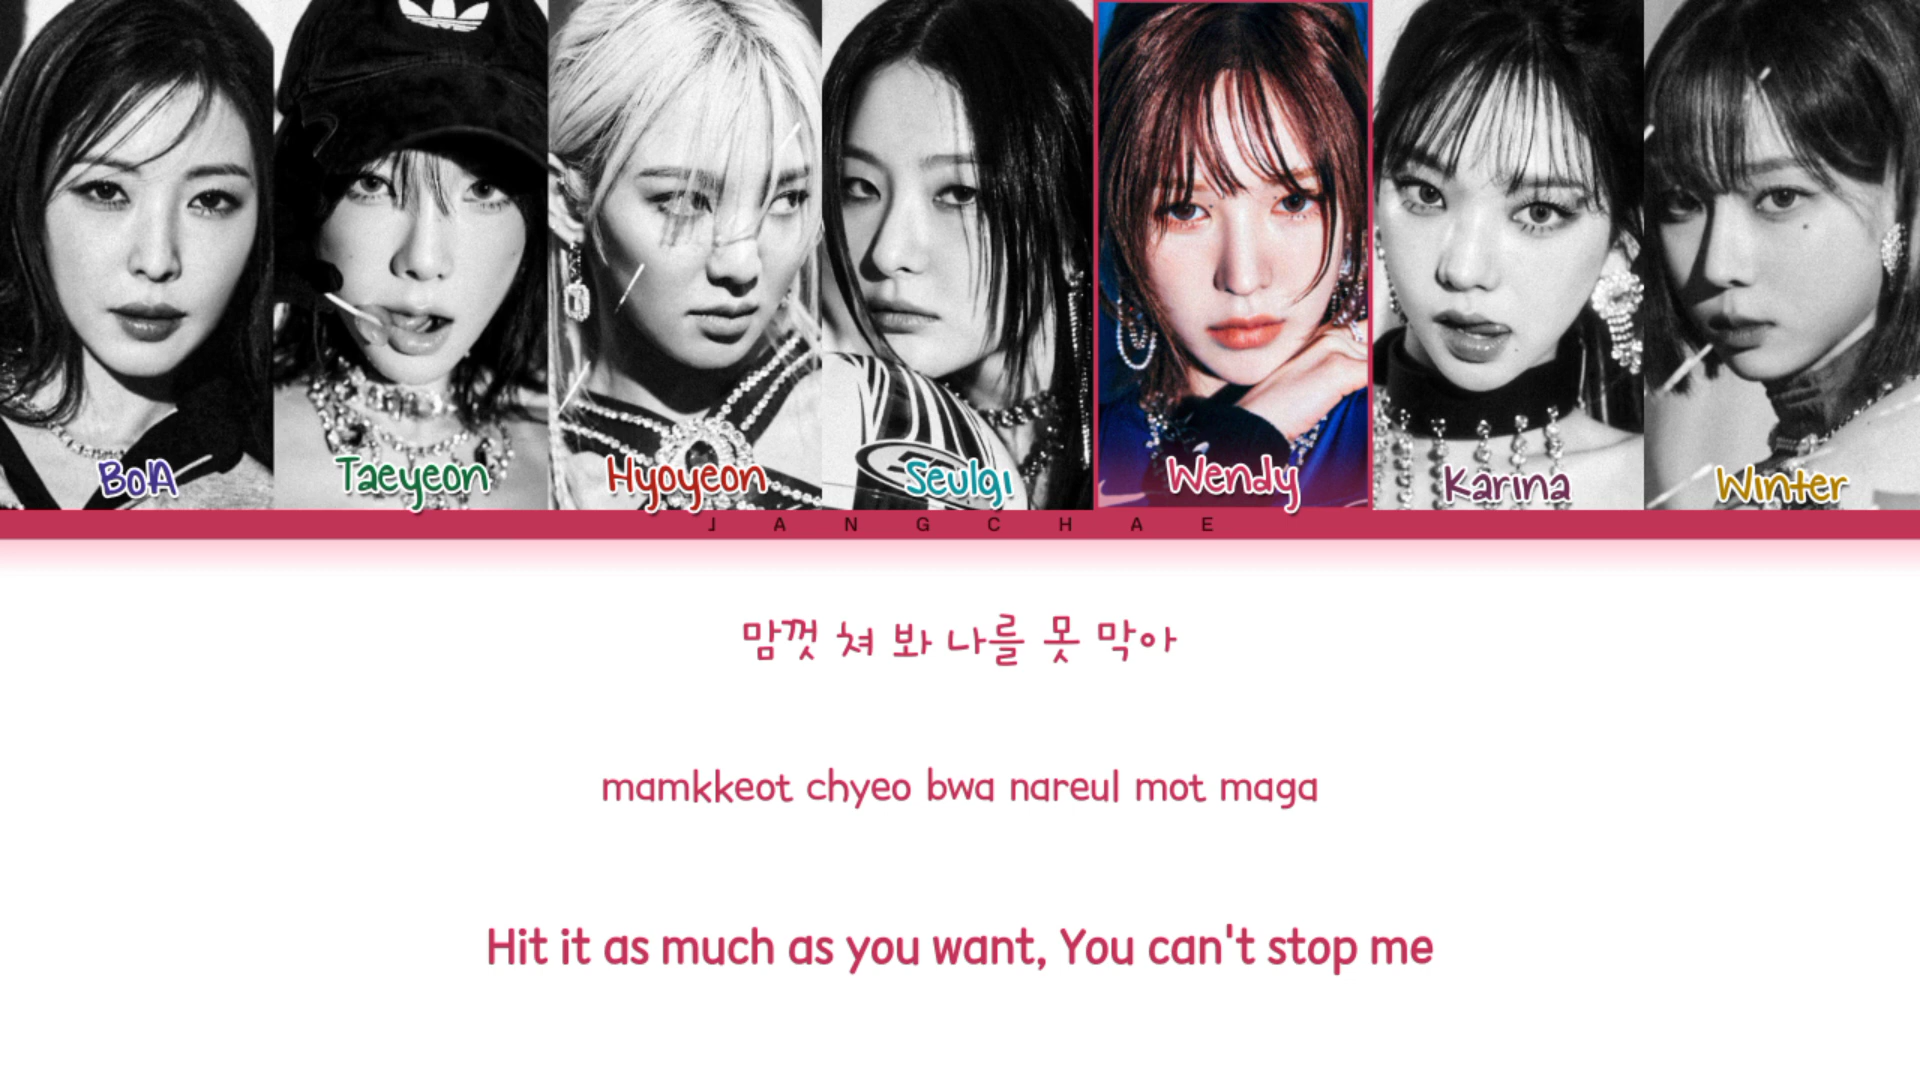 BoA Taeyeon Hyoyeon Seulgi Wendy Karina Winter
JANGCHAE
맘껏 쳐 봐 나를 못 막아
mamkkeot chyeo bwa nareul mot maga
Hit it as much as you want, You can't stop me